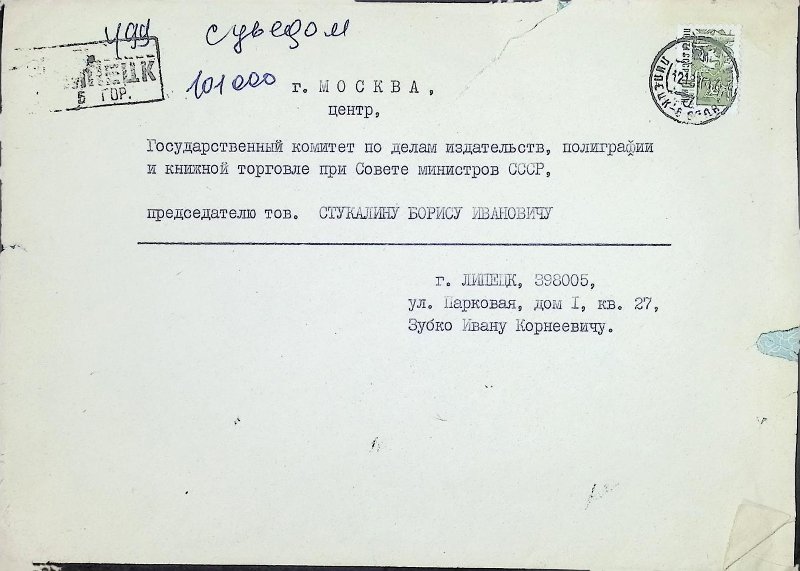 с уведом
ЛИПЕЦК
5 ГОР.
101000
г. МОСКВА,
центр,
Государственный комитет по делам издательств, полиграфии
и книжной торговле при Совете министров СССР,
председателю тов. СТУКАЛИНУ БОРИСУ ИВАНОВИЧУ
г. ЛИПЕЦК, 398005,
ул. Парковая, дом I, кв. 27,
Зубко Ивану Корнеевичу.